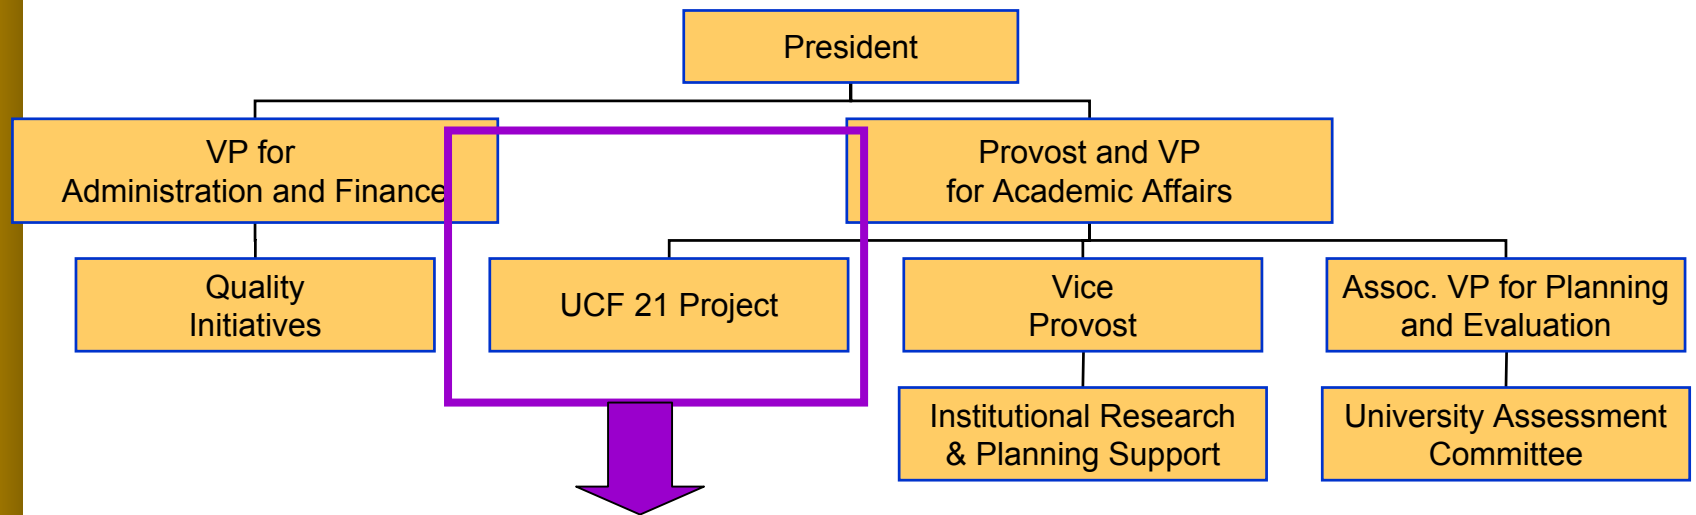 President
VP for
Administration and Finance
Provost and VP
for Academic Affairs
Quality
Initiatives
UCF 21 Project
Vice
Provost
Assoc. VP for Planning
and Evaluation
Institutional Research
& Planning Support
University Assessment
Committee